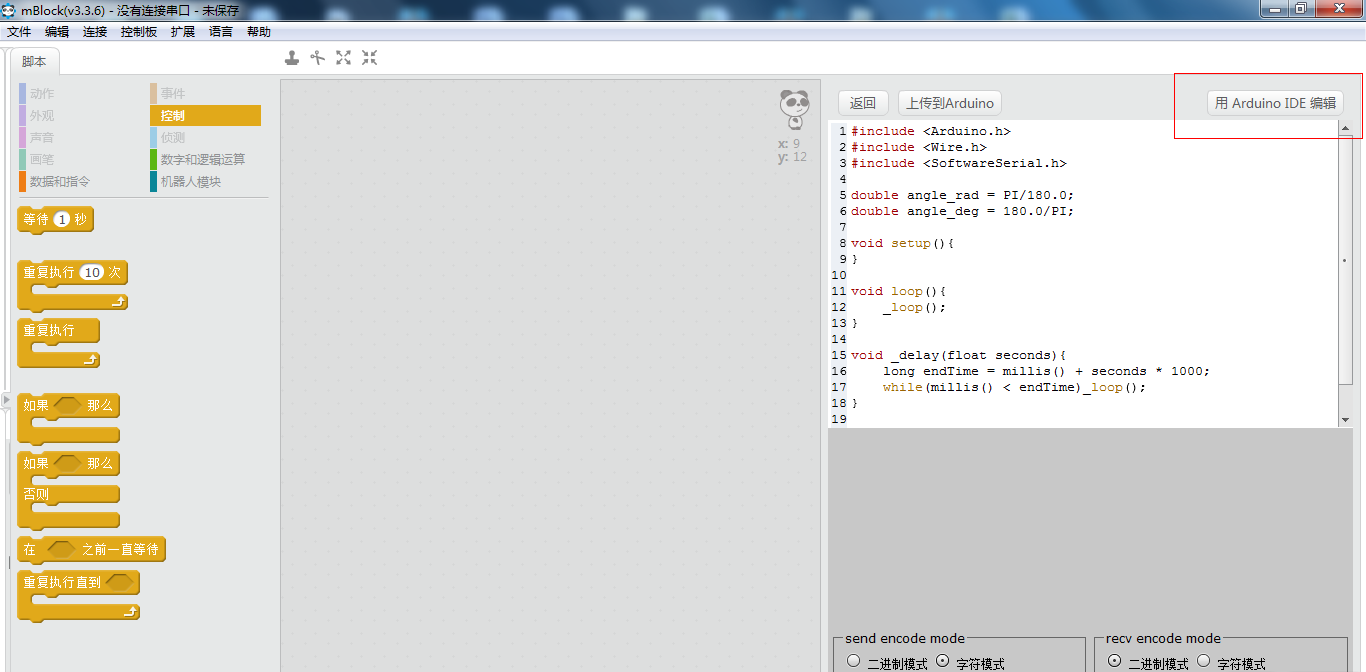 mBlock(v3.3.6) - 没有连接串口 - 未保存
文件 编辑 连接 控制板 扩展 语言 帮助
脚本
动作 事件
外观 控制
声音 侦测
画笔 数字和逻辑运算
数据和指令 机器人模块
等待 1 秒
重复执行 10 次
重复执行
如果 那么
如果 那么
否则
在 之前一直等待
重复执行直到
x: 9
y: 12
返回 上传到Arduino 用 Arduino IDE 编辑
1 #include <Arduino.h>
2 #include <Wire.h>
3 #include <SoftwareSerial.h>
4
5 double angle_rad = PI/180.0;
6 double angle_deg = 180.0/PI;
7
8 void setup(){
9 }
10
11 void loop(){
12     _loop();
13 }
14
15 void _delay(float seconds){
16     long endTime = millis() + seconds * 1000;
17     while(millis() < endTime)_loop();
18 }
19
send encode mode
二进制模式 字符模式
recv encode mode
二进制模式 字符模式